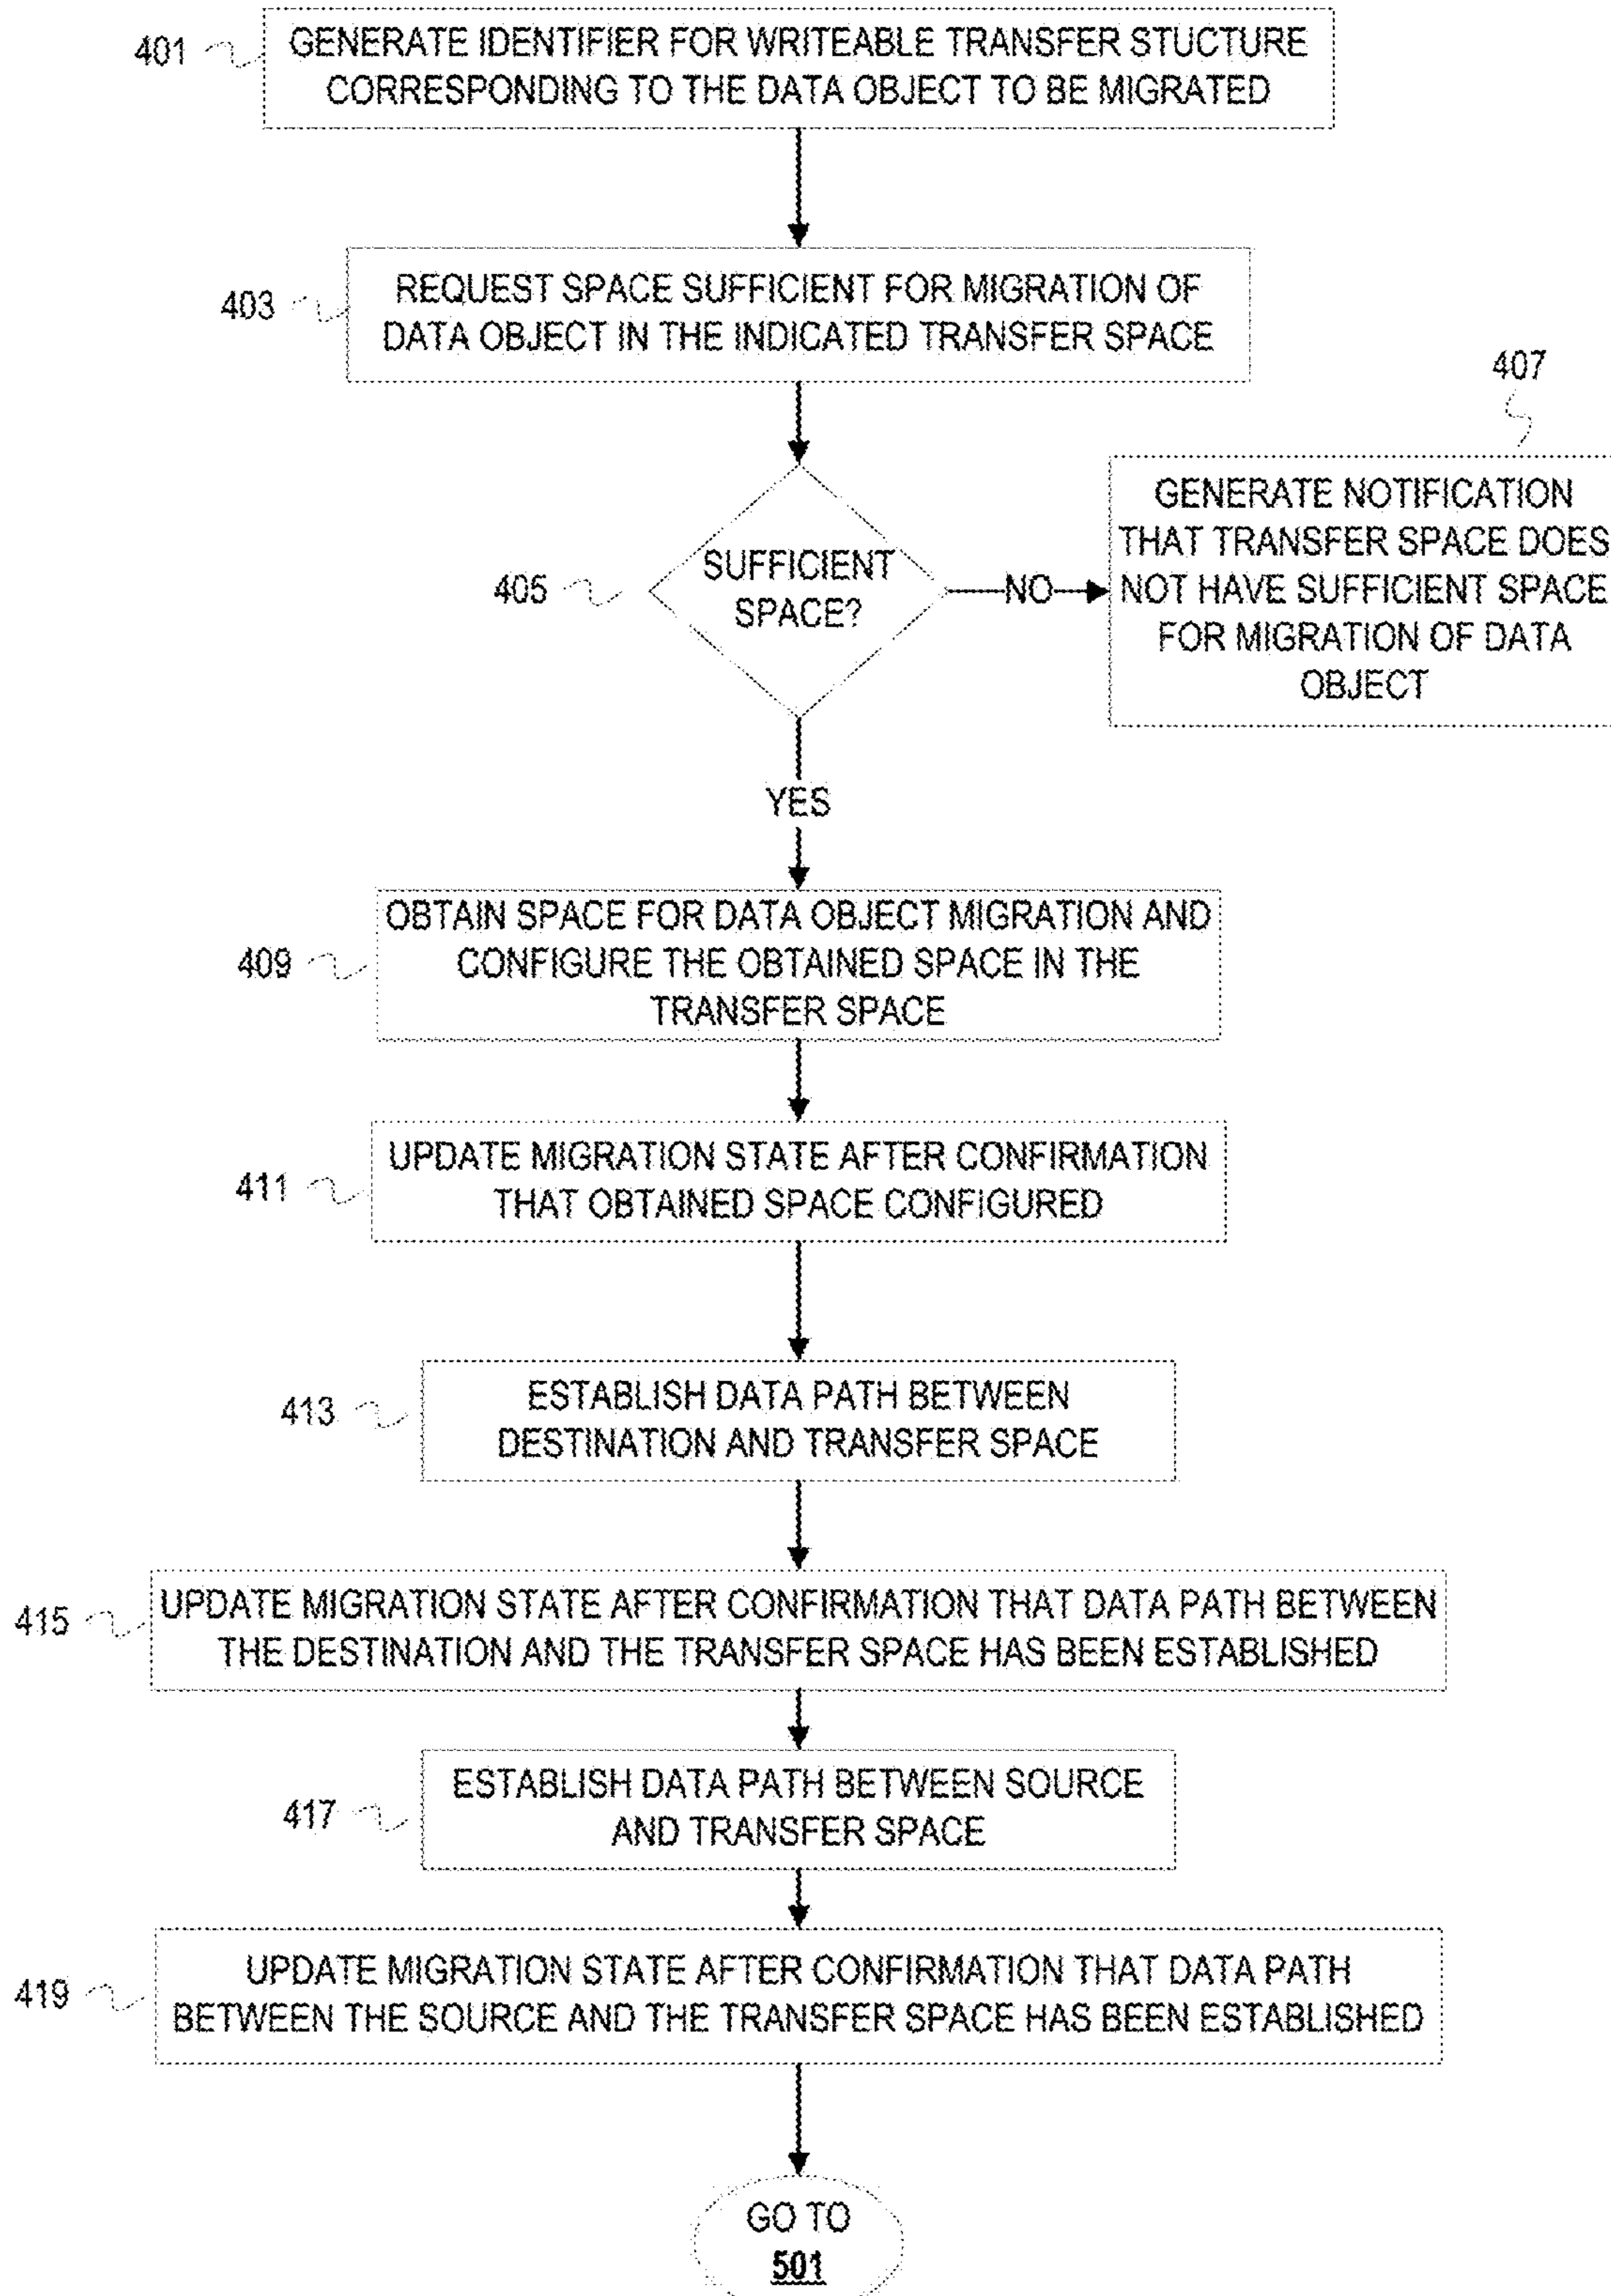 401
GENERATE IDENTIFIER FOR WRITEABLE TRANSFER STUCTURE
CORRESPONDING TO THE DATA OBJECT TO BE MIGRATED
403
REQUEST SPACE SUFFICIENT FOR MIGRATION OF
DATA OBJECT IN THE INDICATED TRANSFER SPACE
405
SUFFICIENT
SPACE?
NO
407
GENERATE NOTIFICATION
THAT TRANSFER SPACE DOES
NOT HAVE SUFFICIENT SPACE
FOR MIGRATION OF DATA
OBJECT
YES
409
OBTAIN SPACE FOR DATA OBJECT MIGRATION AND
CONFIGURE THE OBTAINED SPACE IN THE
TRANSFER SPACE
411
UPDATE MIGRATION STATE AFTER CONFIRMATION
THAT OBTAINED SPACE CONFIGURED
413
ESTABLISH DATA PATH BETWEEN
DESTINATION AND TRANSFER SPACE
415
UPDATE MIGRATION STATE AFTER CONFIRMATION THAT DATA PATH BETWEEN
THE DESTINATION AND THE TRANSFER SPACE HAS BEEN ESTABLISHED
417
ESTABLISH DATA PATH BETWEEN SOURCE
AND TRANSFER SPACE
419
UPDATE MIGRATION STATE AFTER CONFIRMATION THAT DATA PATH
BETWEEN THE SOURCE AND THE TRANSFER SPACE HAS BEEN ESTABLISHED
GO TO
501